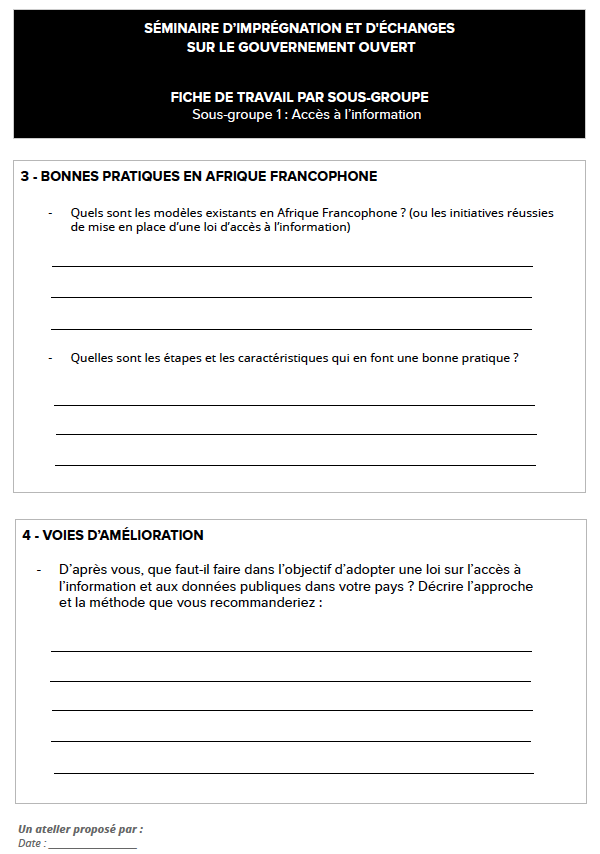 SÉMINAIRE D'IMPRÉGNATION ET D'ÉCHANGES
SUR LE GOUVERNEMENT OUVERT
FICHE DE TRAVAIL PAR SOUS-GROUPE
Sous-groupe 1 : Accès à l'information
3 - BONNES PRATIQUES EN AFRIQUE FRANCOPHONE
- Quels sont les modèles existants en Afrique Francophone ? (ou les initiatives réussies
de mise en place d'une loi d'accès à l'information)
- Quelles sont les étapes et les caractéristiques qui en font une bonne pratique ?
4 - VOIES D'AMÉLIORATION
- D'après vous, que faut-il faire dans l'objectif d'adopter une loi sur l'accès à
l'information et aux données publiques dans votre pays ? Décrire l'approche
et la méthode que vous recommanderiez :
Un atelier proposé par :
Date : ________________